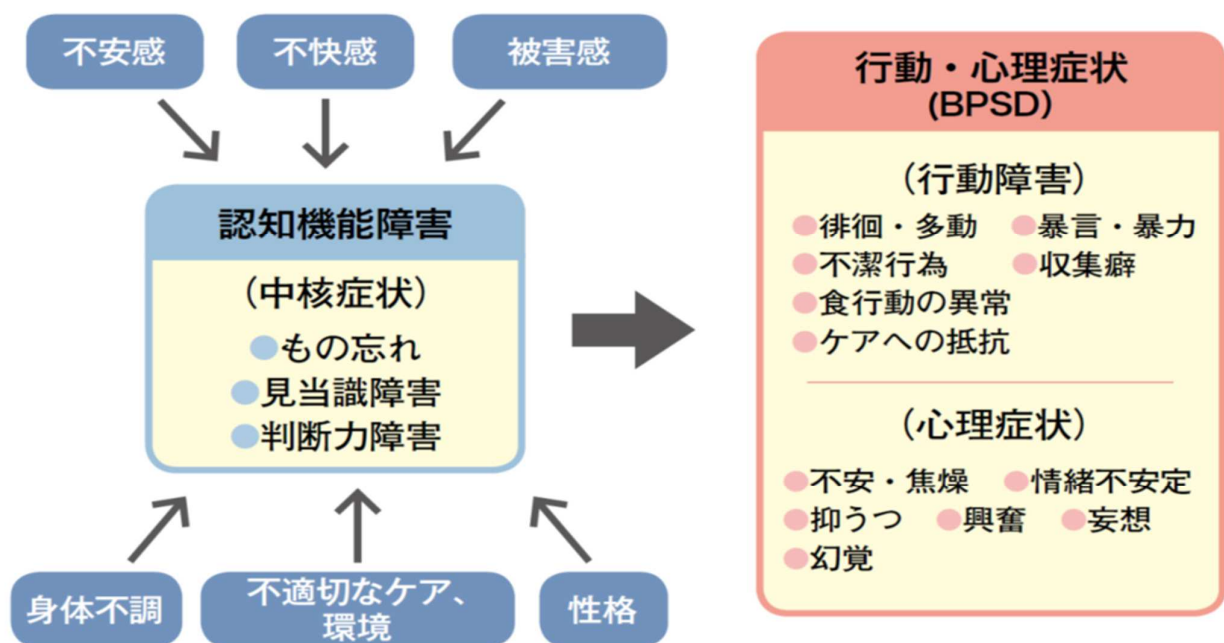 不安感
不快感
被害感
認知機能障害
（中核症状）
●もの忘れ
●見当識障害
●判断力障害
身体不調
不適切なケア、
環境
性格
行動・心理症状
(BPSD)
（行動障害）
●徘徊・多動 ●暴言・暴力
●不潔行為 ●収集癖
●食行動の異常
●ケアへの抵抗
（心理症状）
●不安・焦燥 ●情緒不安定
●抑うつ ●興奮 ●妄想
●幻覚